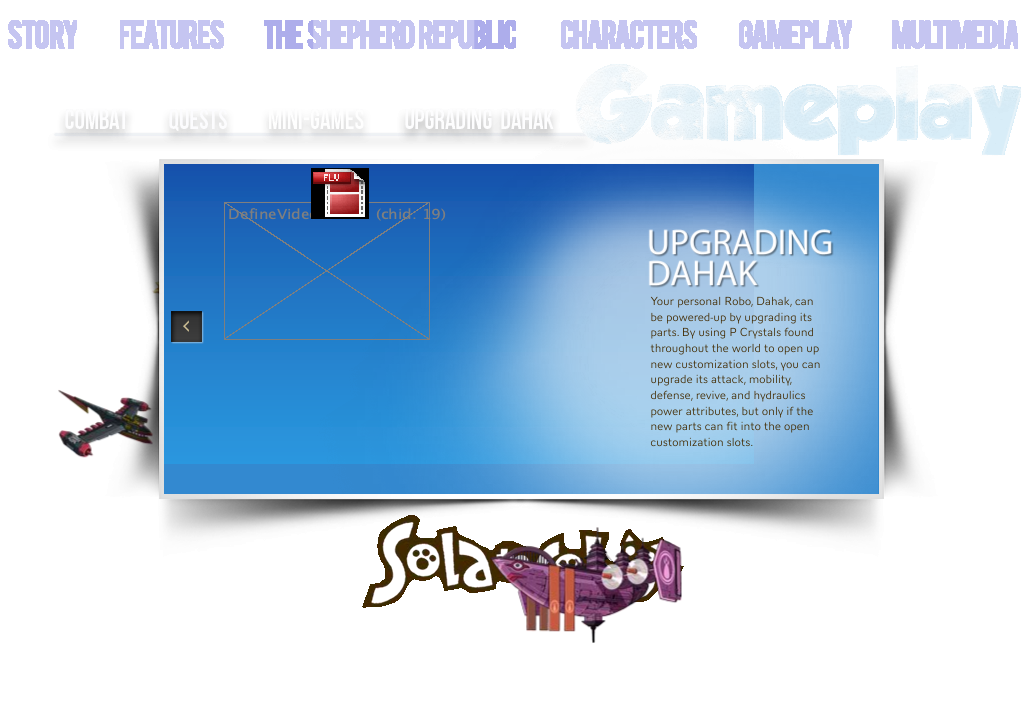 STORY FEATURES THE SHEPHERD REPUBLIC CHARACTERS GAMEPLAY MULTIMEDIA
Gameplay
COMBAT QUESTS MINI-GAMES UPGRADING DAHAK
FLV
DefineVide (chid: 19)
UPGRADING
DAHAK
Your personal Robo, Dahak, can
be powered-up by upgrading its
parts. By using P Crystals found
throughout the world to open up
new customization slots, you can
upgrade its attack, mobility,
defense, revive, and hydraulics
power attributes, but only if the
new parts can fit into the open
customization slots.